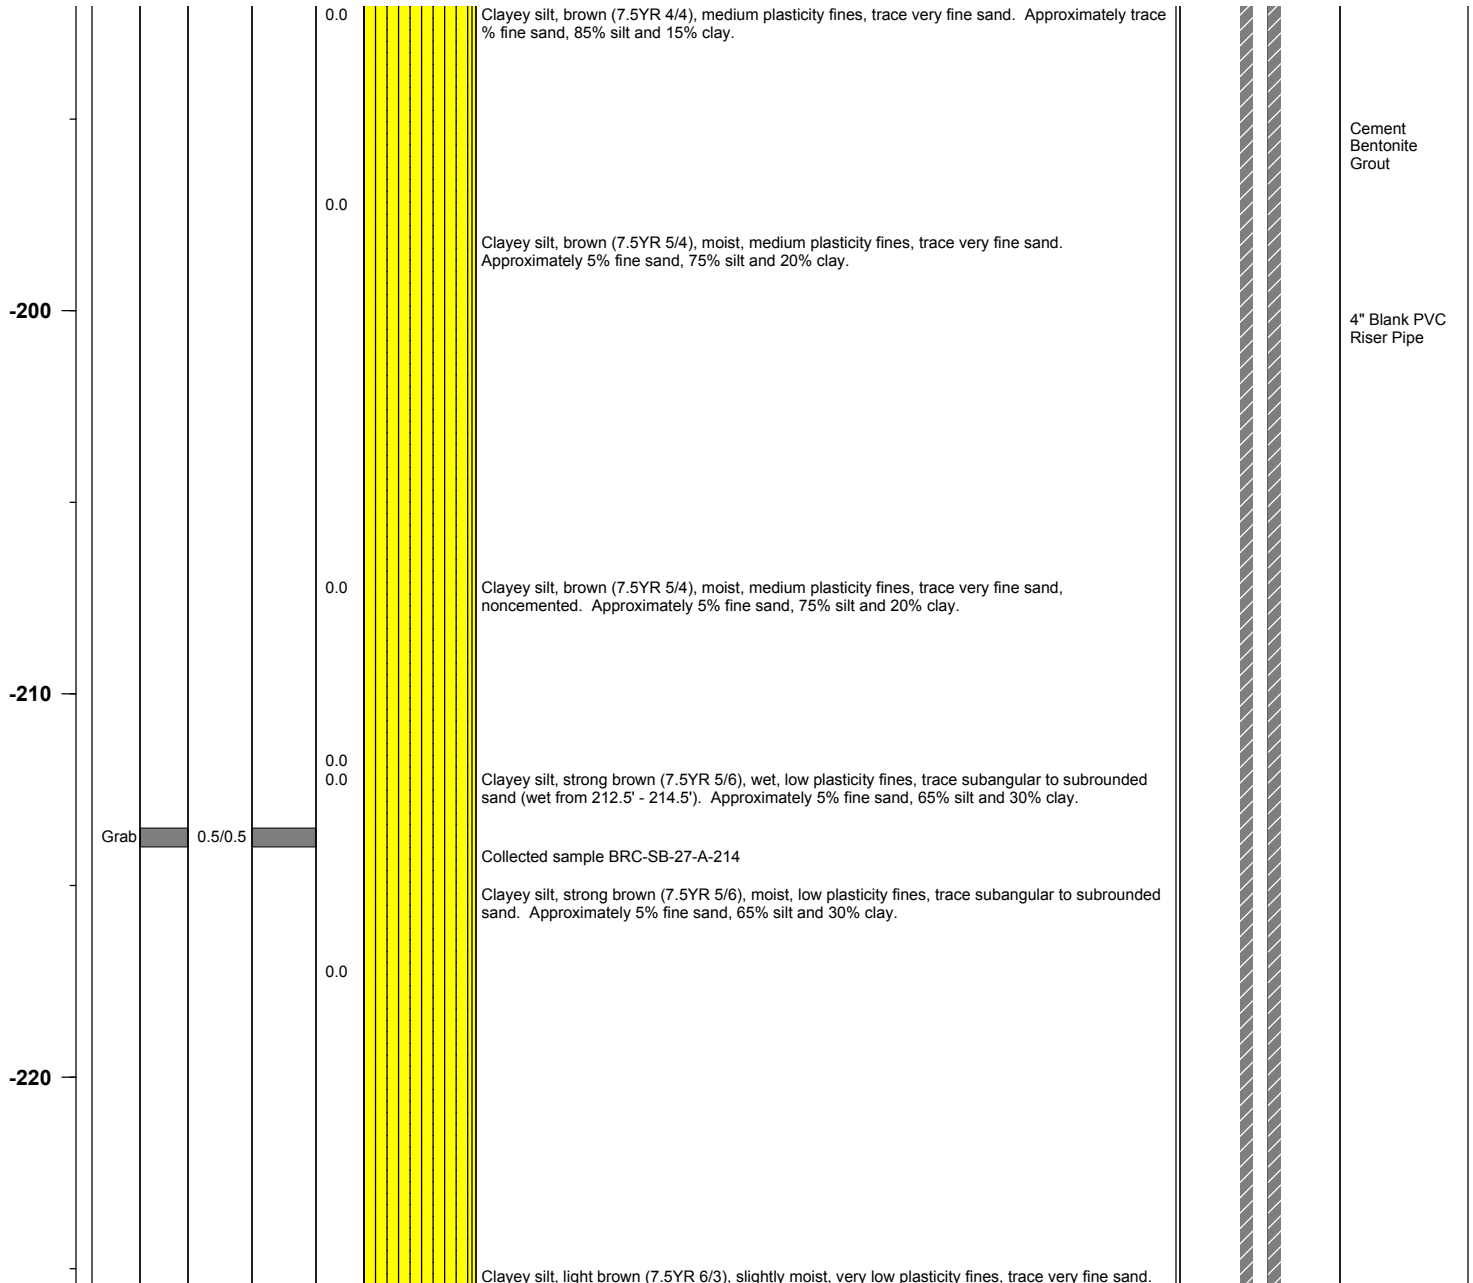 0.0
Clayey silt, brown (7.5YR 4/4), medium plasticity fines, trace very fine sand.  Approximately trace
% fine sand, 85% silt and 15% clay.
Cement
Bentonite
Grout
0.0
Clayey silt, brown (7.5YR 5/4), moist, medium plasticity fines, trace very fine sand.
Approximately 5% fine sand, 75% silt and 20% clay.
-200
4" Blank PVC
Riser Pipe
0.0
Clayey silt, brown (7.5YR 5/4), moist, medium plasticity fines, trace very fine sand,
noncemented.  Approximately 5% fine sand, 75% silt and 20% clay.
-210
0.0
0.0
Clayey silt, strong brown (7.5YR 5/6), wet, low plasticity fines, trace subangular to subrounded
sand (wet from 212.5' - 214.5').  Approximately 5% fine sand, 65% silt and 30% clay.
Grab
0.5/0.5
Collected sample BRC-SB-27-A-214
Clayey silt, strong brown (7.5YR 5/6), moist, low plasticity fines, trace subangular to subrounded
sand.  Approximately 5% fine sand, 65% silt and 30% clay.
0.0
-220
Clayey silt, light brown (7.5YR 6/3), slightly moist, very low plasticity fines, trace very fine sand.